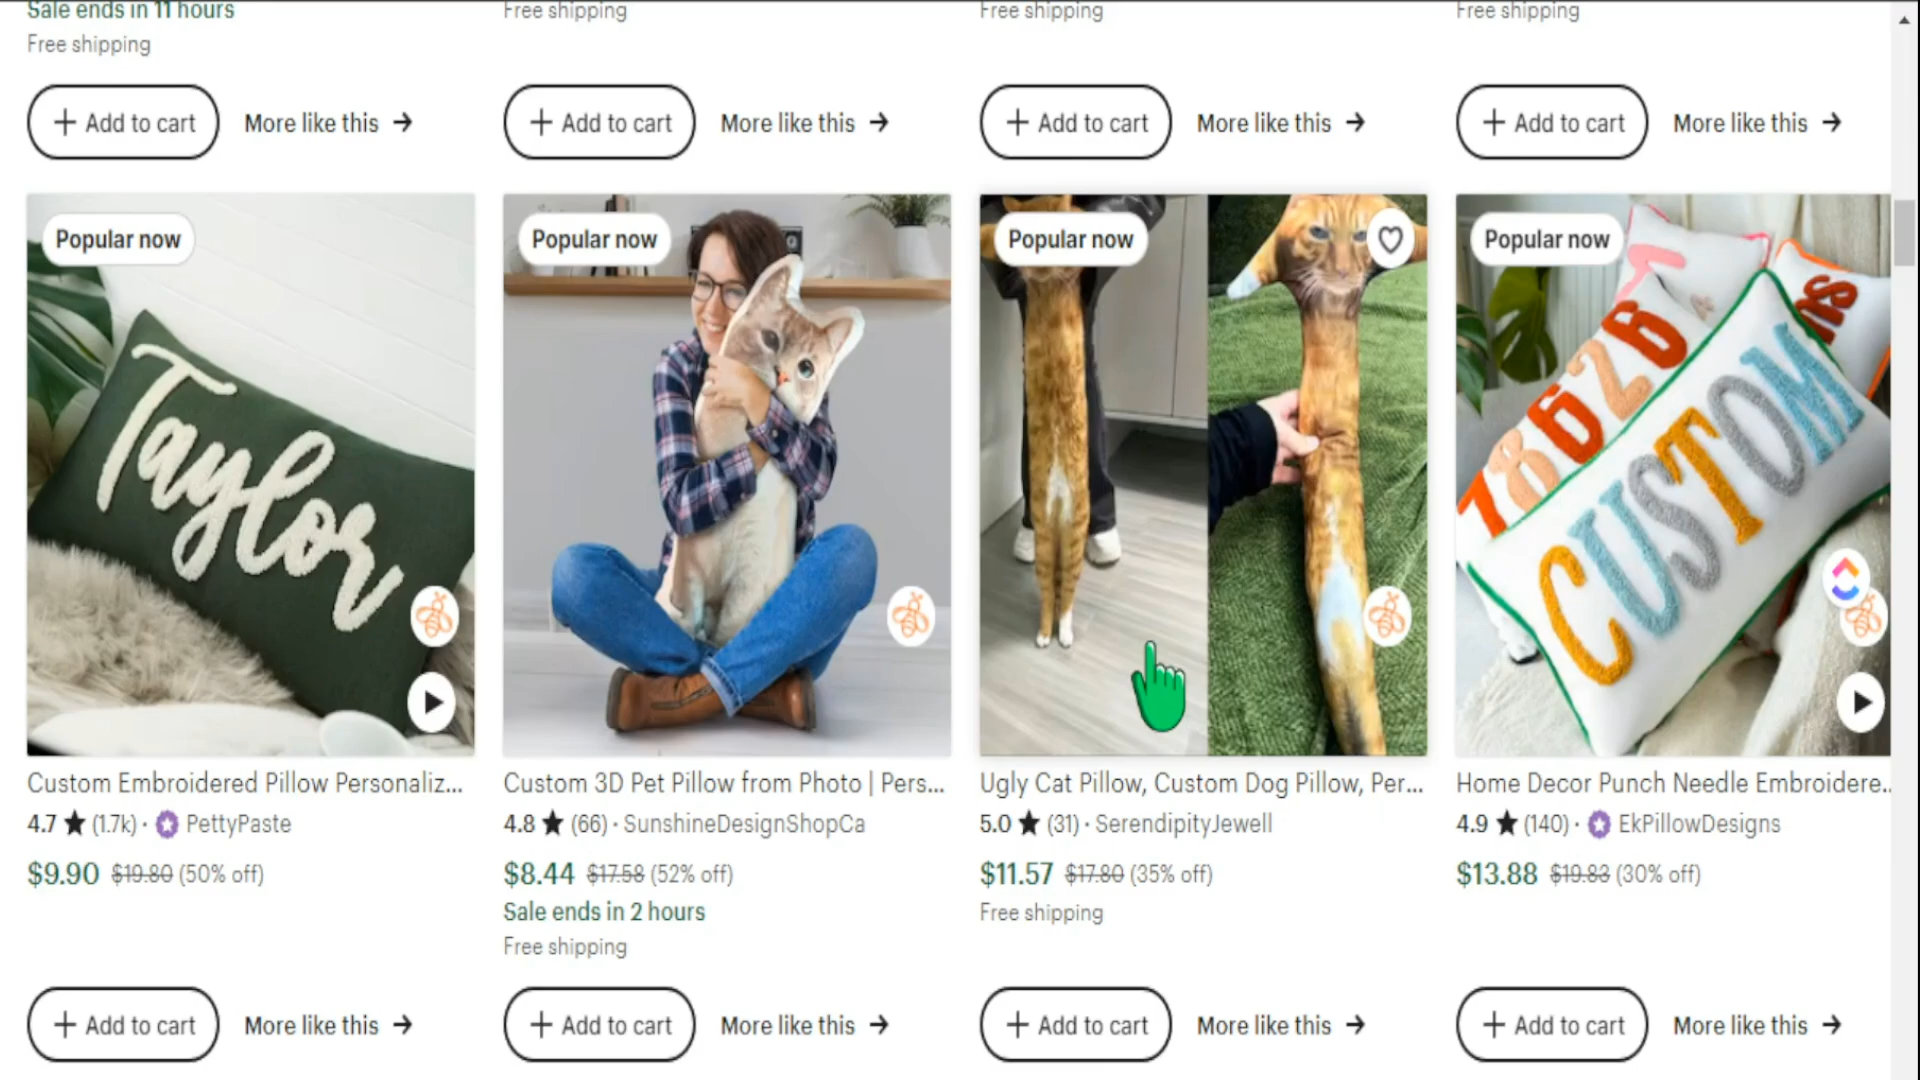 Sale ends in 11 hours
Free shipping
Free shipping
Free shipping
Free shipping
+ Add to cart More like this →
+ Add to cart More like this →
+ Add to cart More like this →
+ Add to cart More like this →
Popular now
Taylor
Custom Embroidered Pillow Personaliz...
4.7 ★ (1.7k) · PettyPaste
$9.90 $19.80 (50% off)
+ Add to cart More like this →
Popular now
Custom 3D Pet Pillow from Photo | Pers...
4.8 ★ (66) · SunshineDesignShopCa
$8.44 $17.58 (52% off)
Sale ends in 2 hours
Free shipping
+ Add to cart More like this →
Popular now
Ugly Cat Pillow, Custom Dog Pillow, Per...
5.0 ★ (31) · SerendipityJewell
$11.57 $17.80 (35% off)
Free shipping
+ Add to cart More like this →
Popular now
78626
CUSTOM
Home Decor Punch Needle Embroidere..
4.9 ★ (140) · EkPillowDesigns
$13.88 $19.83 (30% off)
+ Add to cart More like this →